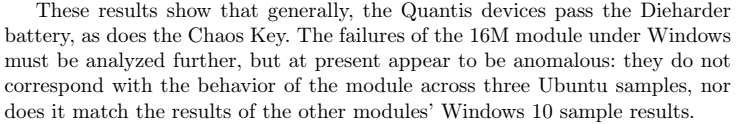 These results show that generally, the Quantis devices pass the Dieharder
battery, as does the Chaos Key. The failures of the 16M module under Windows
must be analyzed further, but at present appear to be anomalous: they do not
correspond with the behavior of the module across three Ubuntu samples, nor
does it match the results of the other modules' Windows 10 sample results.